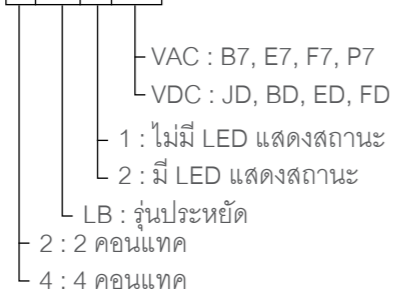 VAC : B7, E7, F7, P7
VDC : JD, BD, ED, FD
1 : ไม่มี LED แสดงสถานะ
2 : มี LED แสดงสถานะ
LB : รุ่นประหยัด
2 : 2 คอนแทค
4 : 4 คอนแทค